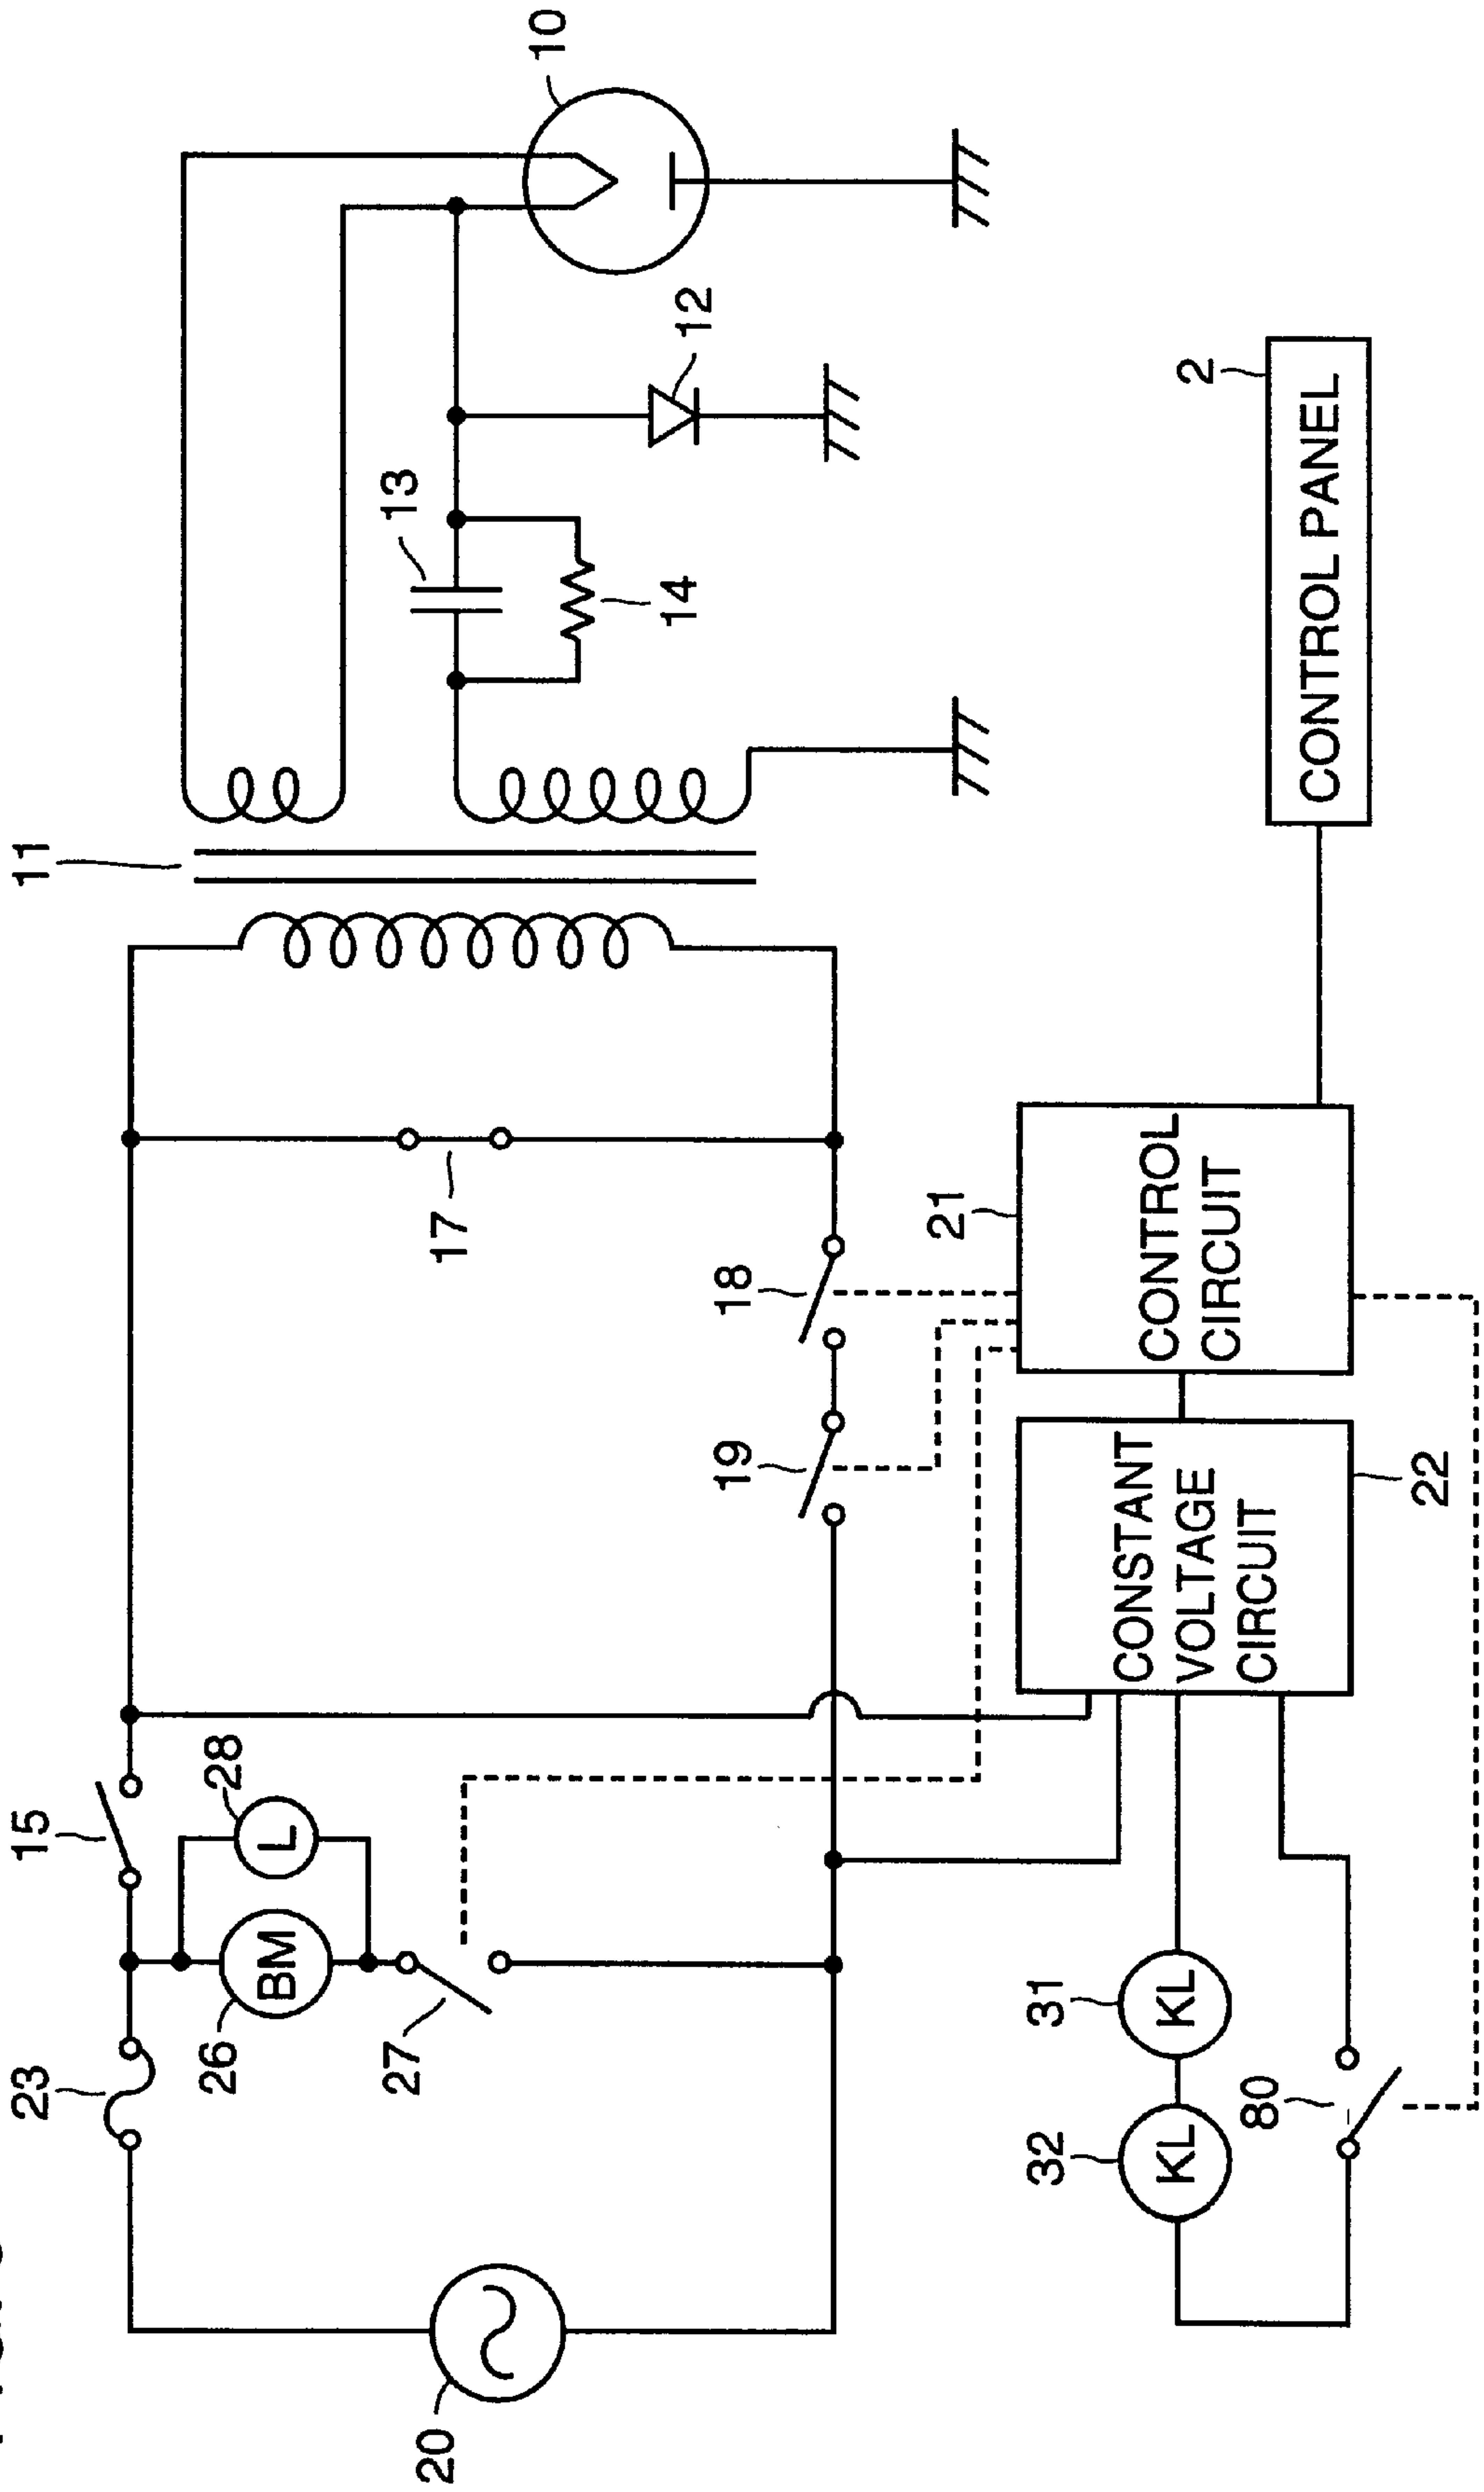 23
15
11
26
28
BM
L
27
13
20
17
10
14
12
19
18
21
32
31
KL
KL
CONSTANT
VOLTAGE
CIRCUIT
CONTROL
CIRCUIT
2
CONTROL PANEL
80
22